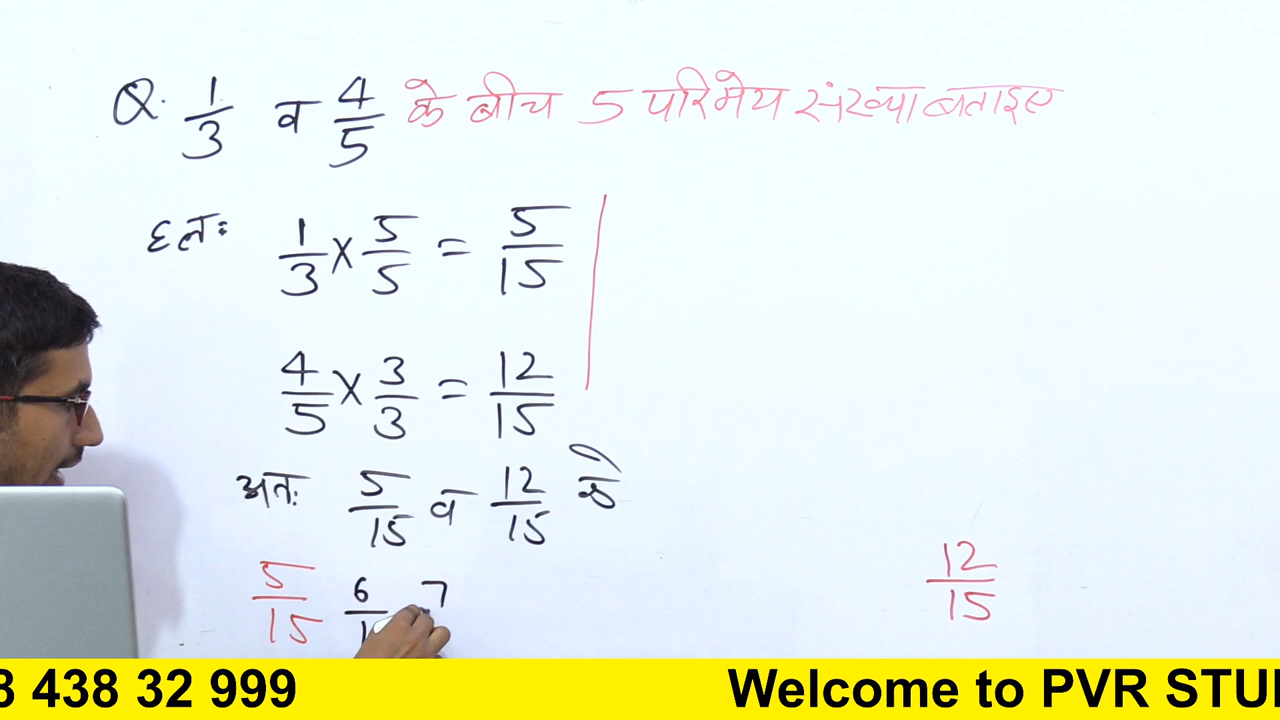 Q. 1/3 व 4/5 के बीच 5 परिमेय संख्या बताइए
हल: 1/3 × 5/5 = 5/15
4/5 × 3/3 = 12/15
अतः 5/15 व 12/15 के
5/15 6/1 7 12/15
8 438 32 999 Welcome to PVR STU